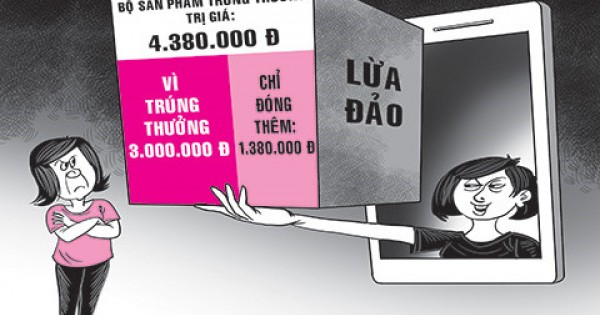 BỘ SẢN PHẨM TRÚNG THƯỞNG
TRỊ GIÁ:
4.380.000 Đ
VÌ
TRÚNG
THƯỞNG
3.000.000 Đ
CHỈ
ĐÓNG
THÊM:
1.380.000 Đ
LỪA
ĐẢO